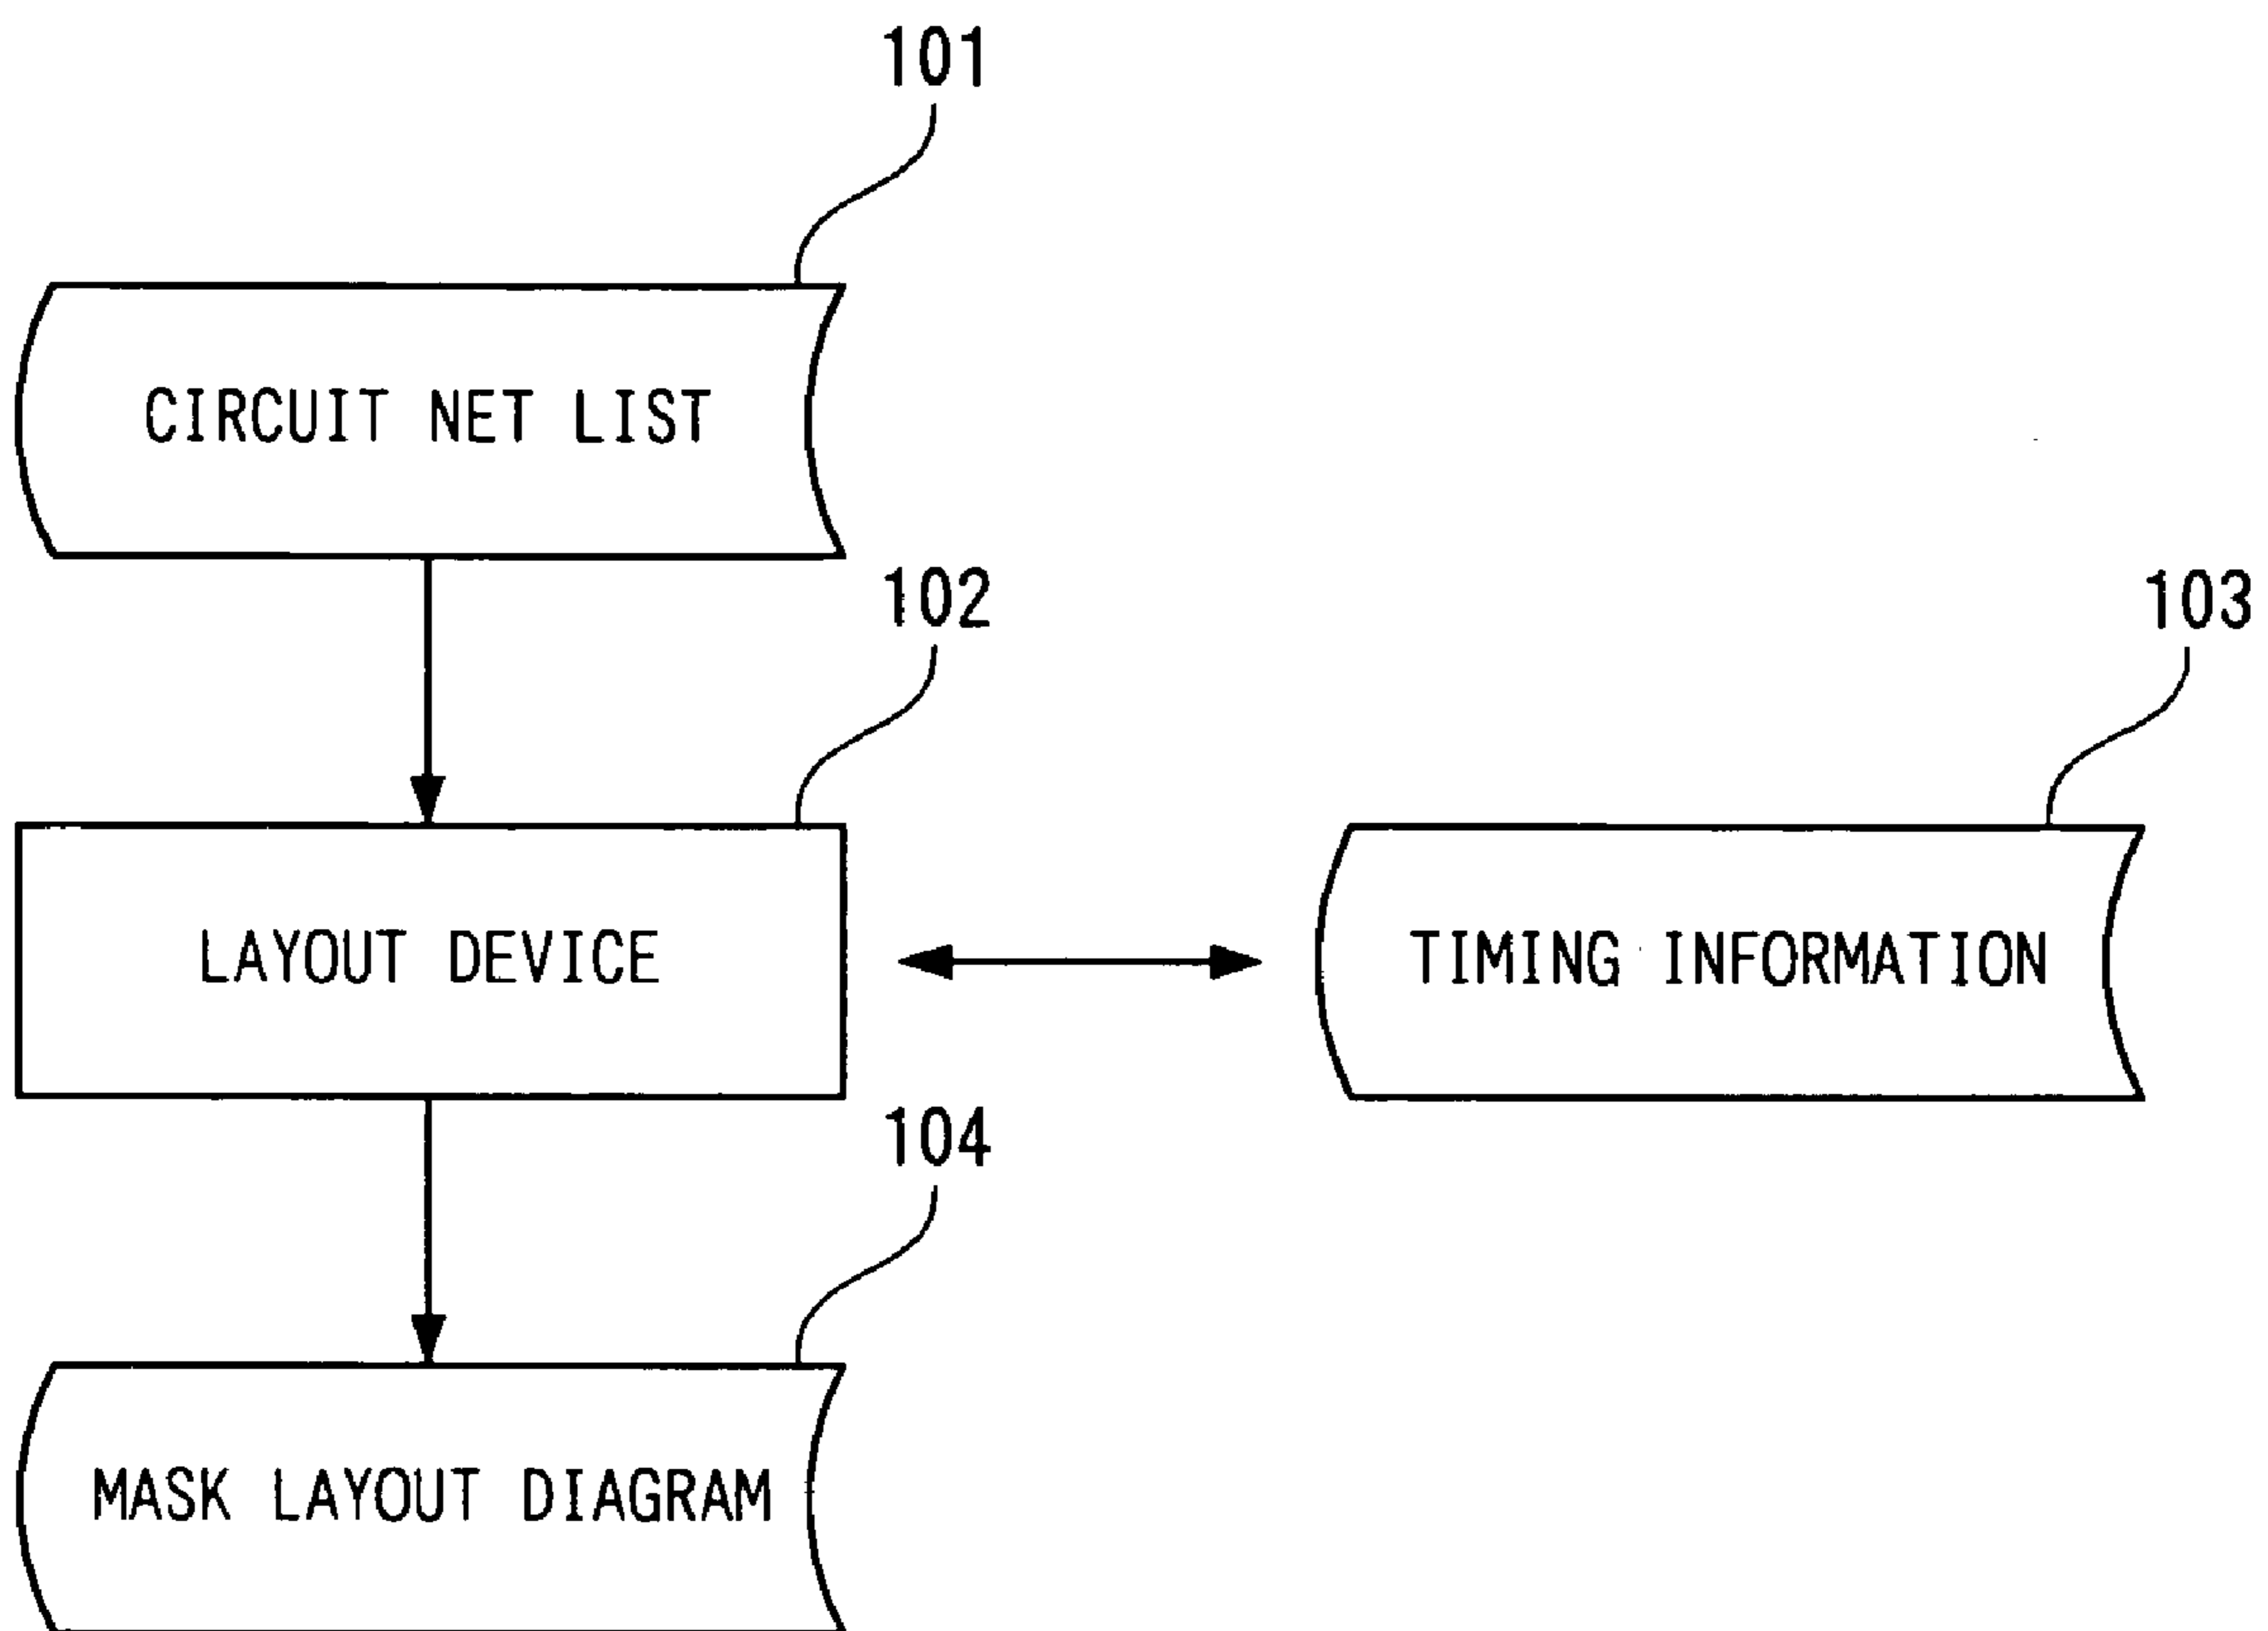 101
CIRCUIT NET LIST
102
103
LAYOUT DEVICE
TIMING INFORMATION
104
MASK LAYOUT DIAGRAM